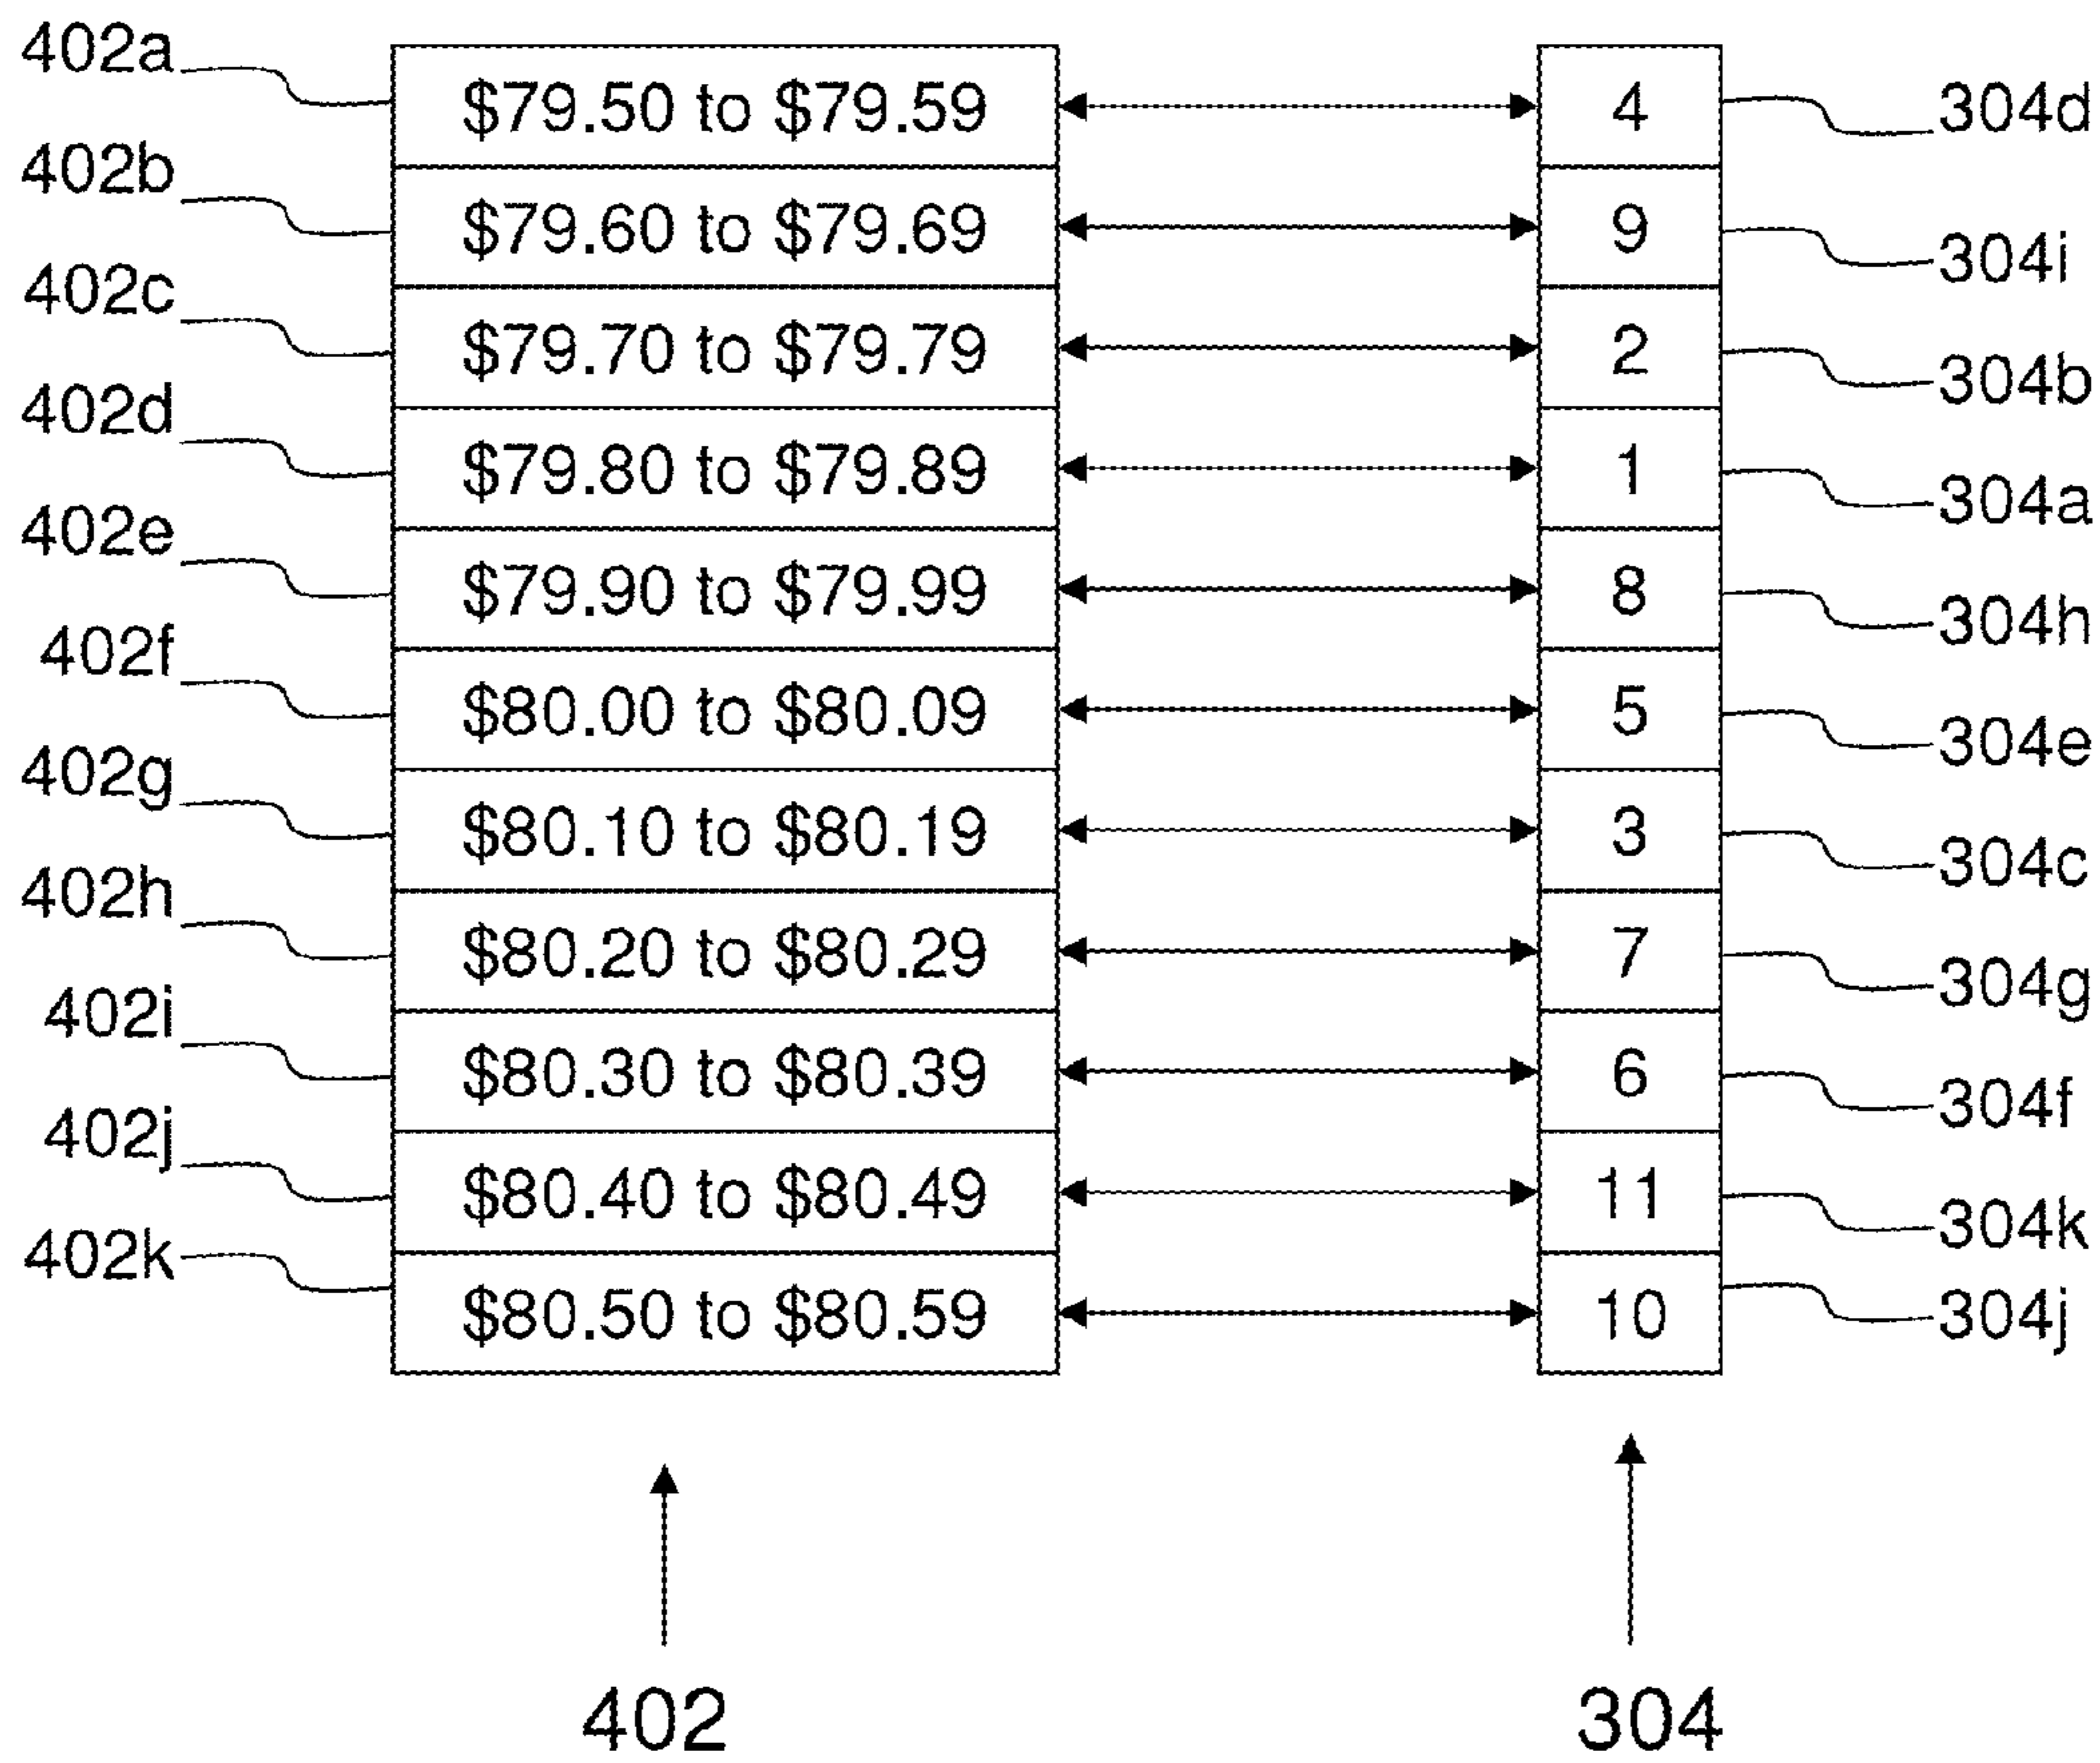 402a $79.50 to $79.59 4 304d
402b $79.60 to $79.69 9 304i
402c $79.70 to $79.79 2 304b
402d $79.80 to $79.89 1 304a
402e $79.90 to $79.99 8 304h
402f $80.00 to $80.09 5 304e
402g $80.10 to $80.19 3 304c
402h $80.20 to $80.29 7 304g
402i $80.30 to $80.39 6 304f
402j $80.40 to $80.49 11 304k
402k $80.50 to $80.59 10 304j
402 304